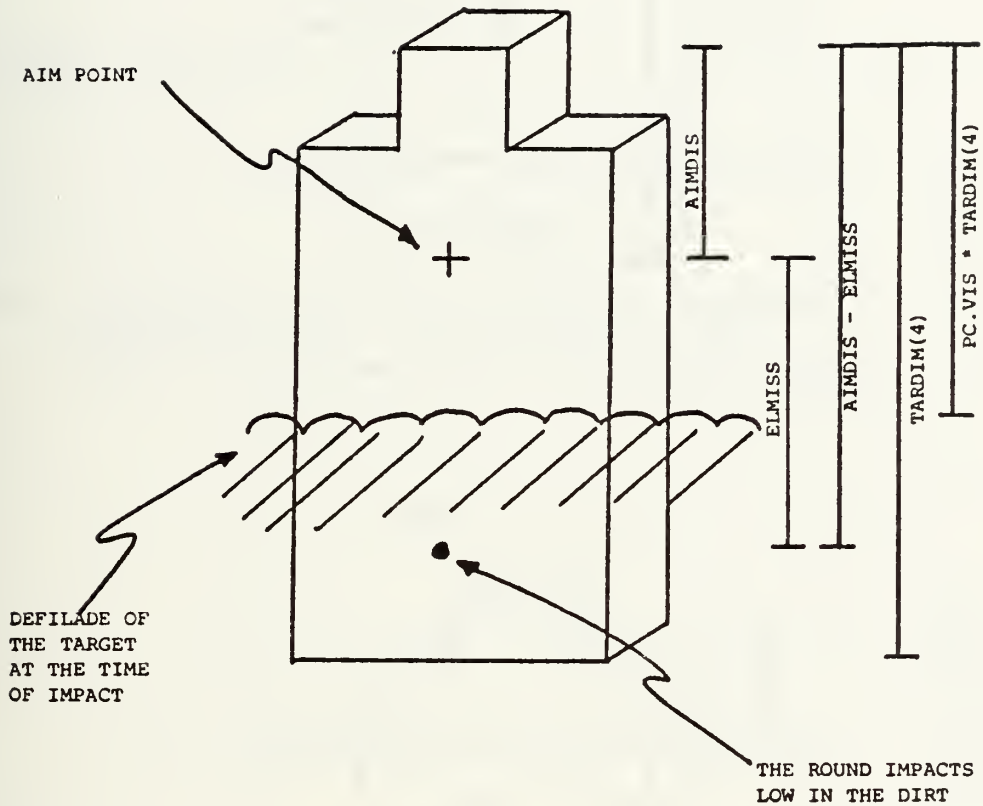 AIM POINT
AIMDIS
ELMISS
AIMDIS - ELMISS
TARDIM(4)
PC.VIS * TARDIM(4)
DEFILADE OF
THE TARGET
AT THE TIME
OF IMPACT
THE ROUND IMPACTS
LOW IN THE DIRT